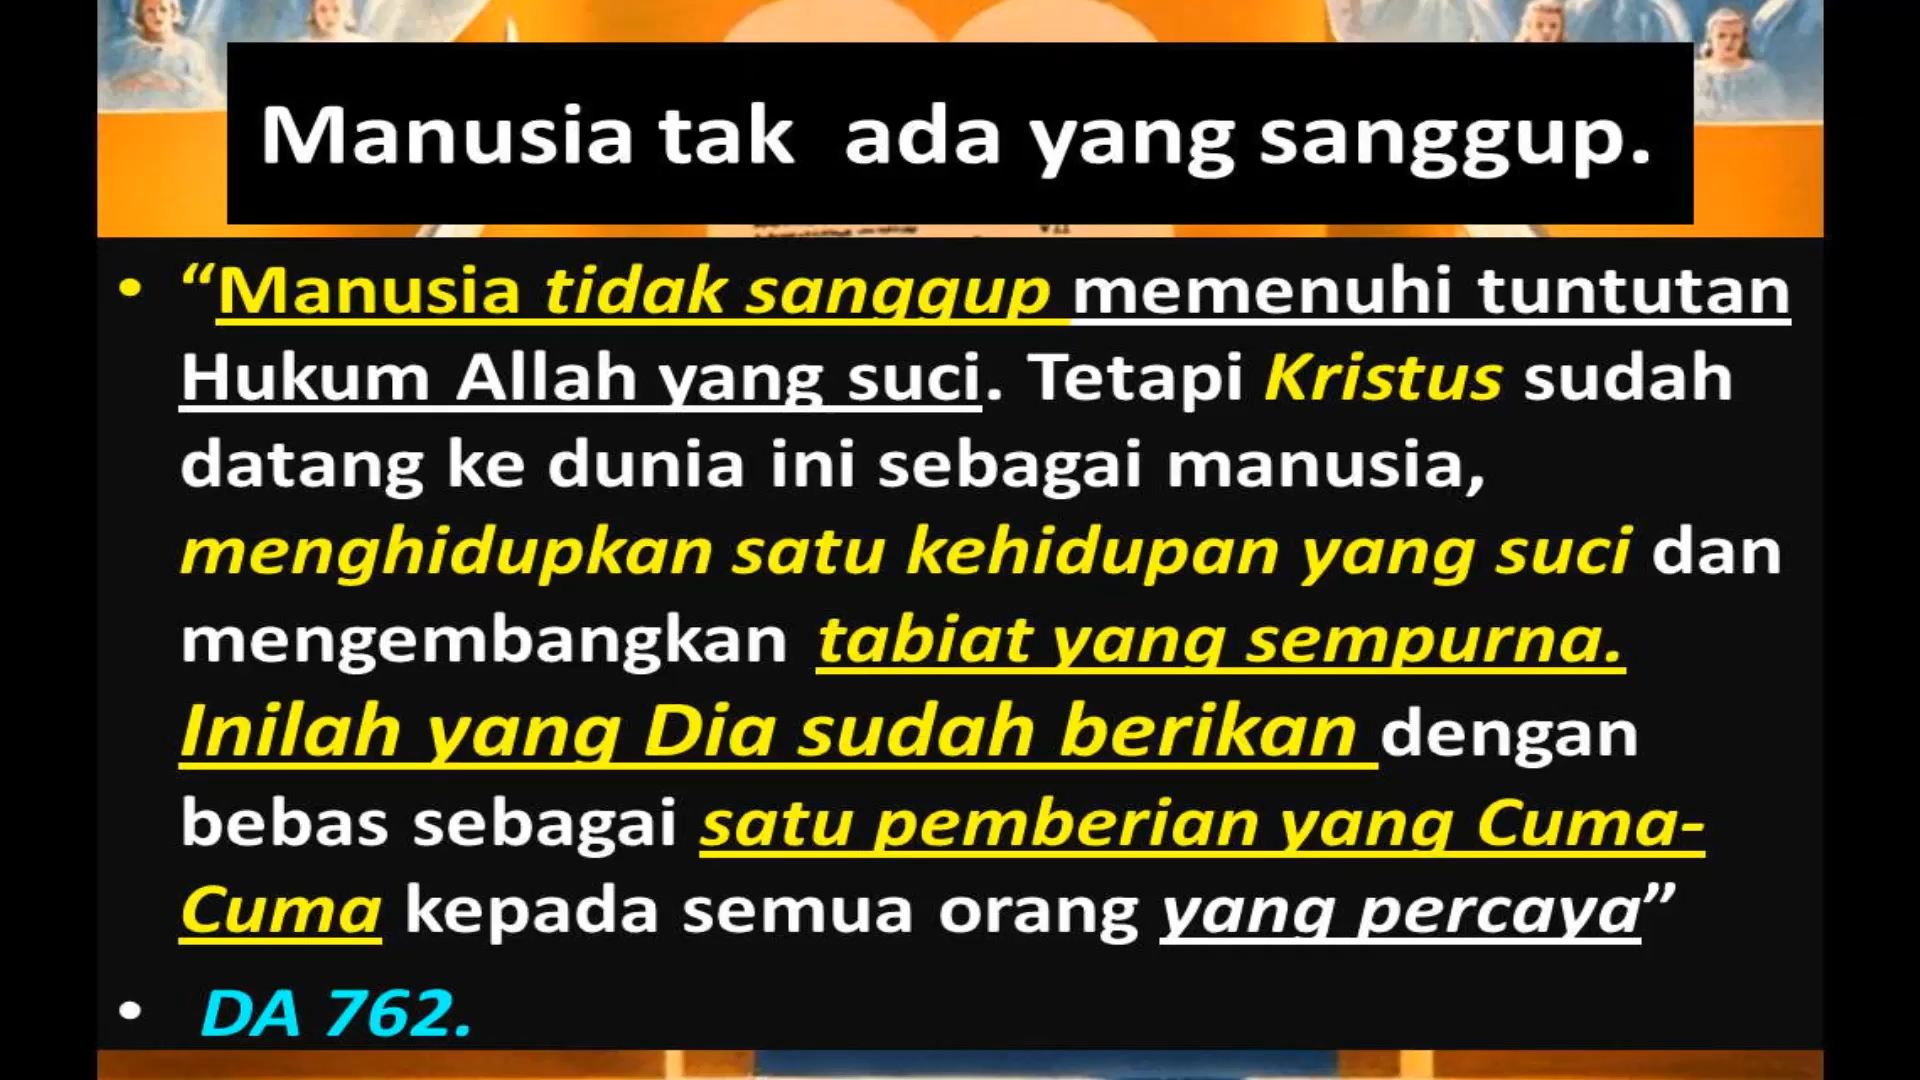 Manusia tak ada yang sanggup.
• “Manusia tidak sanggup memenuhi tuntutan
Hukum Allah yang suci. Tetapi Kristus sudah
datang ke dunia ini sebagai manusia,
menghidupkan satu kehidupan yang suci dan
mengembangkan tabiat yang sempurna.
Inilah yang Dia sudah berikan dengan
bebas sebagai satu pemberian yang Cuma-
Cuma kepada semua orang yang percaya”
• DA 762.